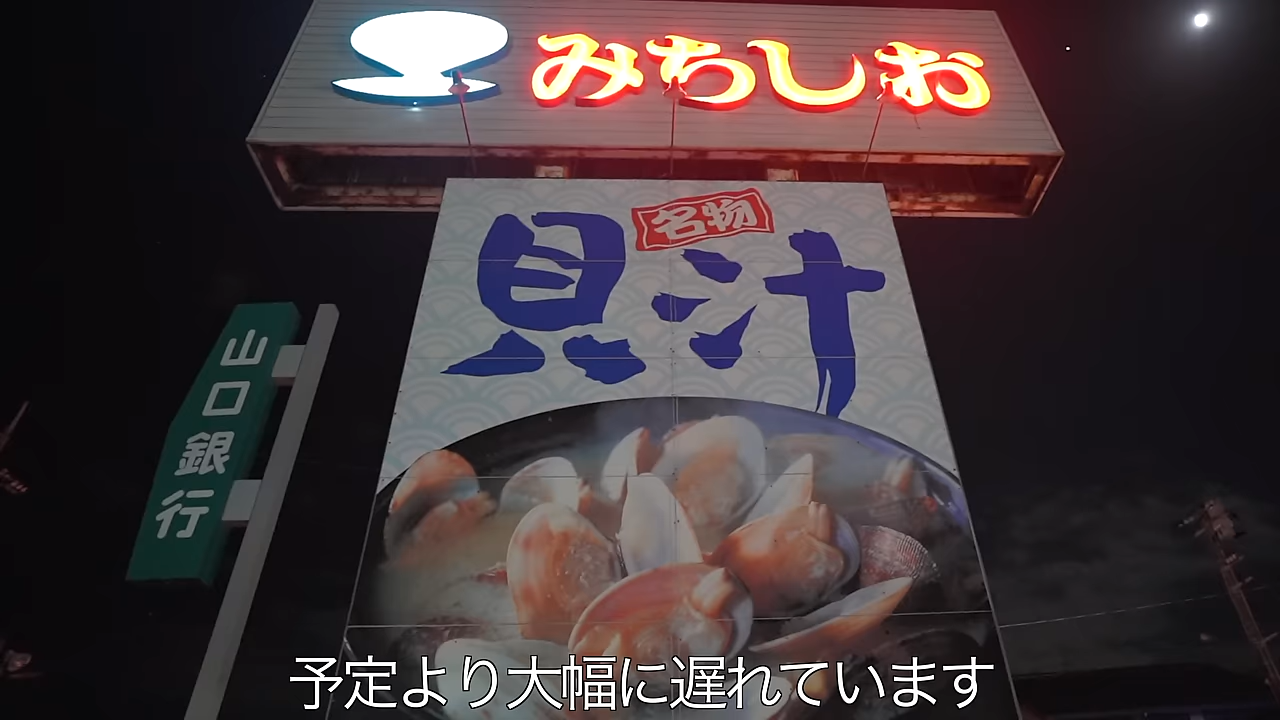 みちしお
名物
貝汁
山口銀行
予定より大幅に遅れています